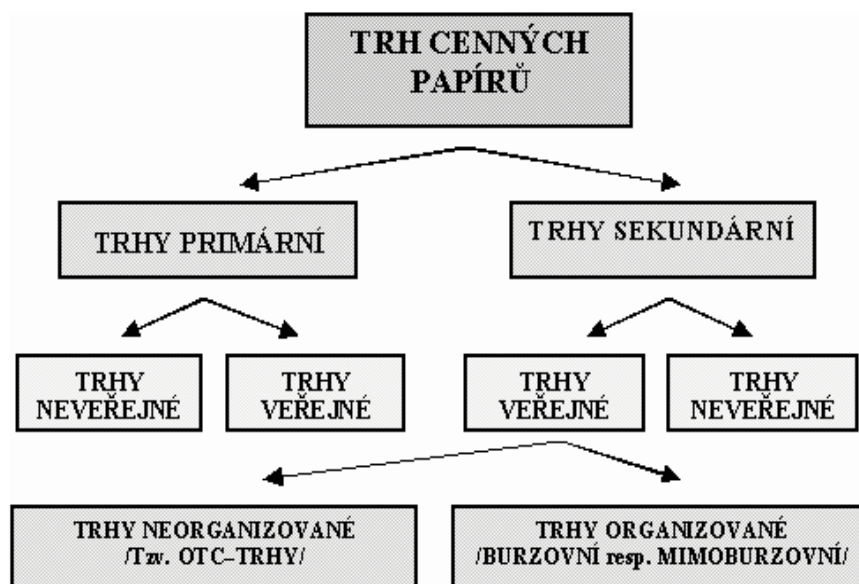 TRH CENNÝCH
PAPÍRŮ
TRHY PRIMÁRNÍ
TRHY SEKUNDÁRNÍ
TRHY
NEVEŘEJNÉ
TRHY
VEŘEJNÉ
TRHY
VEŘEJNÉ
TRHY
NEVEŘEJNÉ
TRHY NEORGANIZOVANÉ
/Tzv. OTC–TRHY/
TRHY ORGANIZOVANÉ
/BURZOVNÍ resp. MIMOBURZOVNÍ/